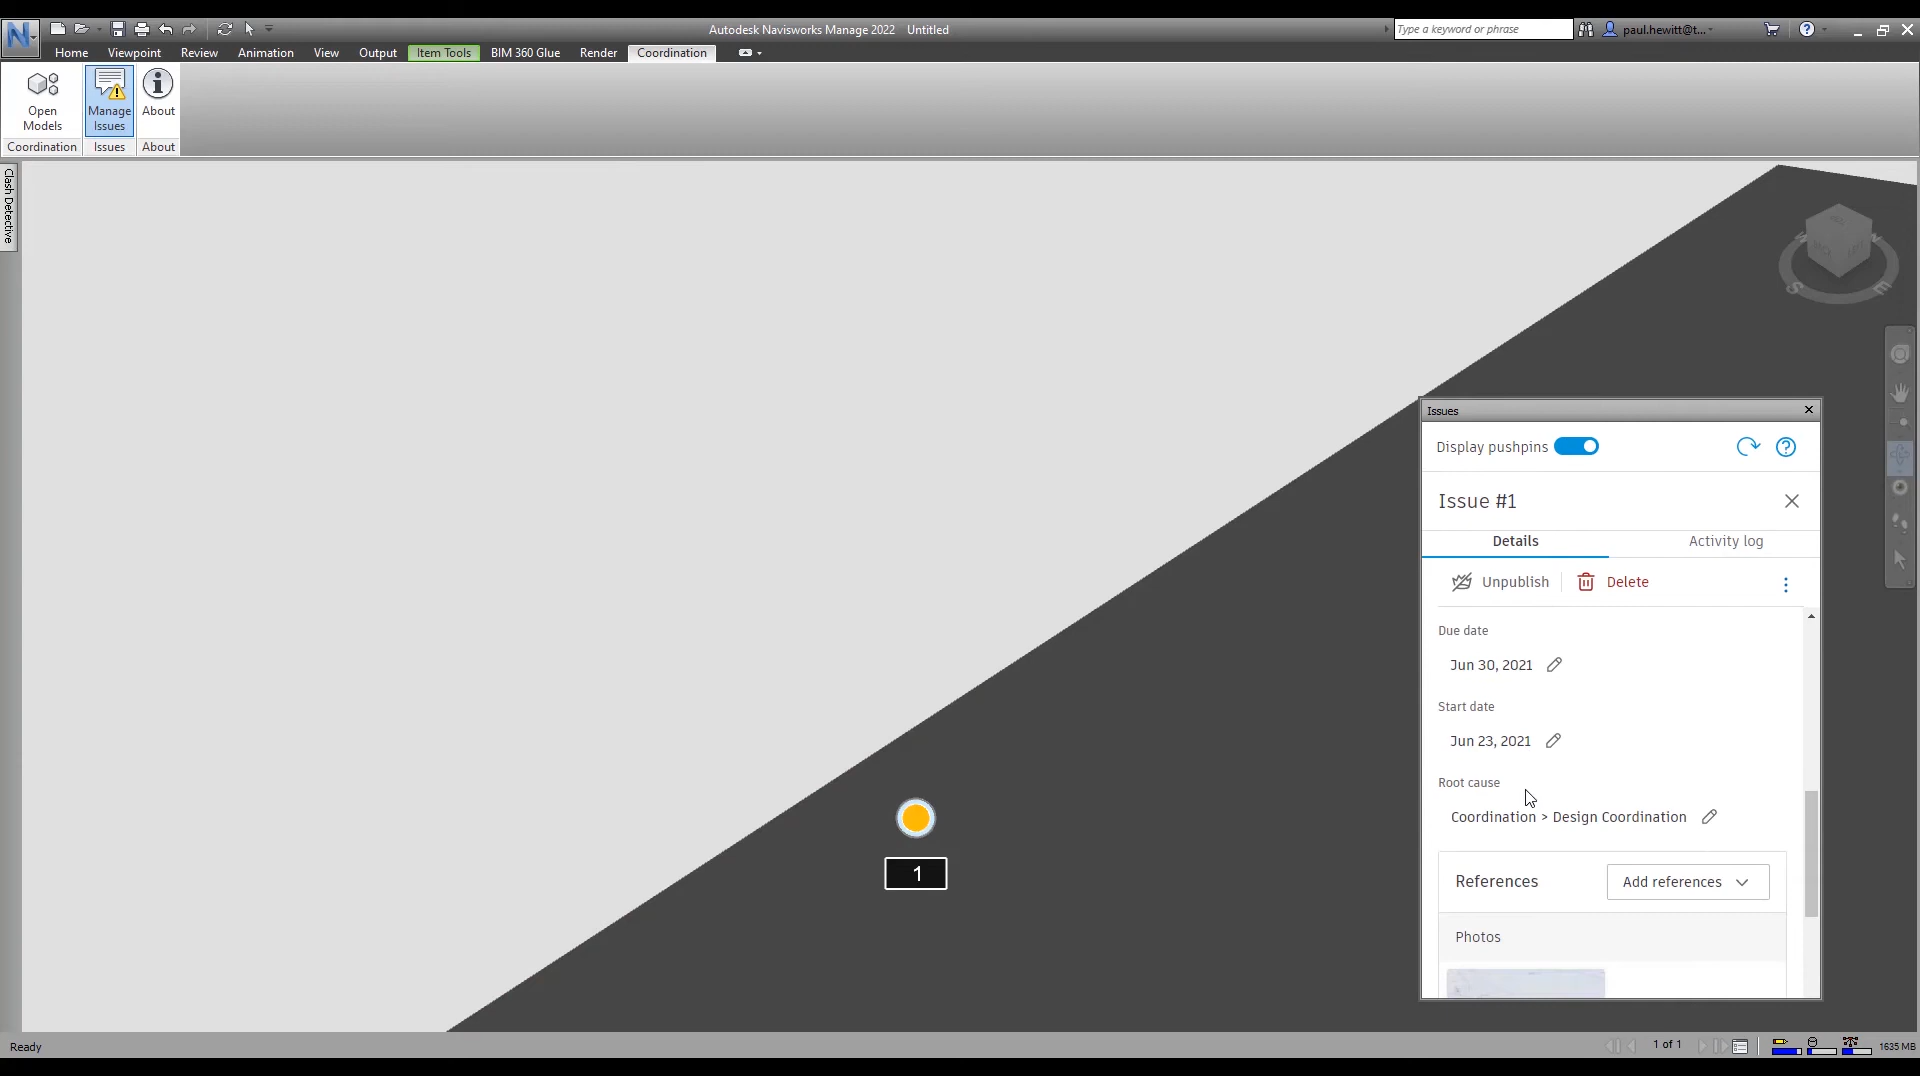 Autodesk Navisworks Manage 2022 Untitled
Type a keyword or phrase
paul.hewitt@t...
Home Viewpoint Review Animation View Output Item Tools BIM 360 Glue Render Coordination
Open Models
Manage Issues
About
Coordination Issues About
Clash Detective
S
E
Issues
Display pushpins
Issue #1
Details Activity log
Unpublish Delete
Due date
Jun 30, 2021
Start date
Jun 23, 2021
Root cause
Coordination > Design Coordination
1
References Add references
Photos
Ready
1 of 1
1635 MB